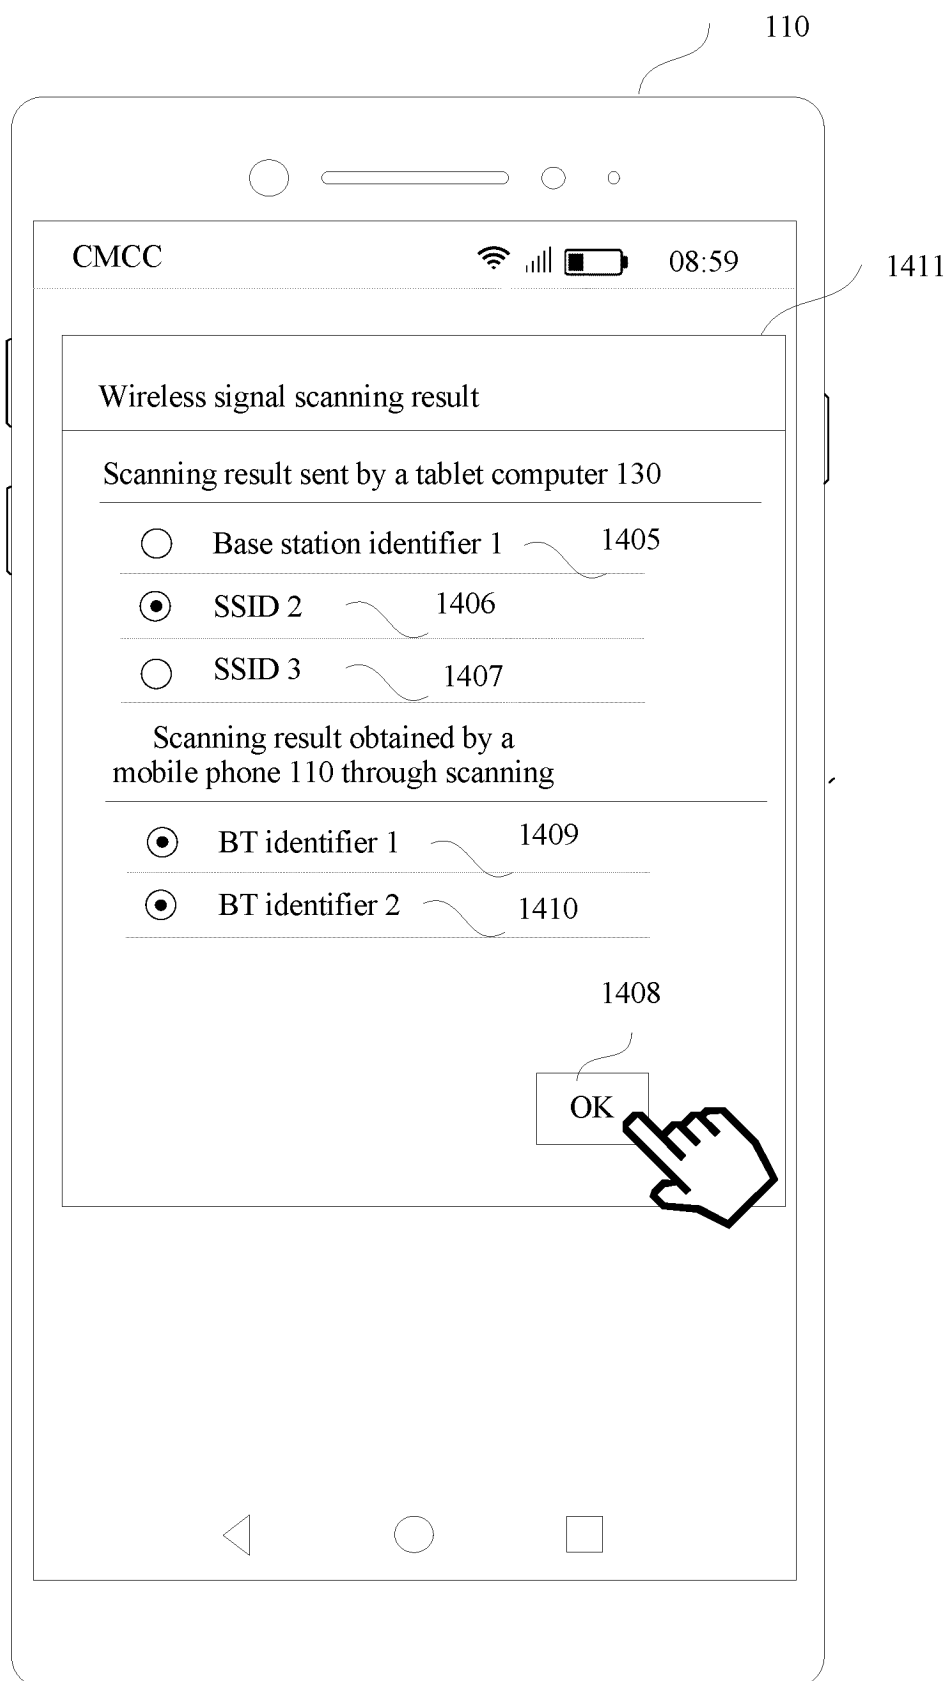 110
CMCC 08:59
1411
Wireless signal scanning result
Scanning result sent by a tablet computer 130
Base station identifier 1 1405
SSID 2 1406
SSID 3 1407
Scanning result obtained by a
mobile phone 110 through scanning
BT identifier 1 1409
BT identifier 2 1410
1408
OK